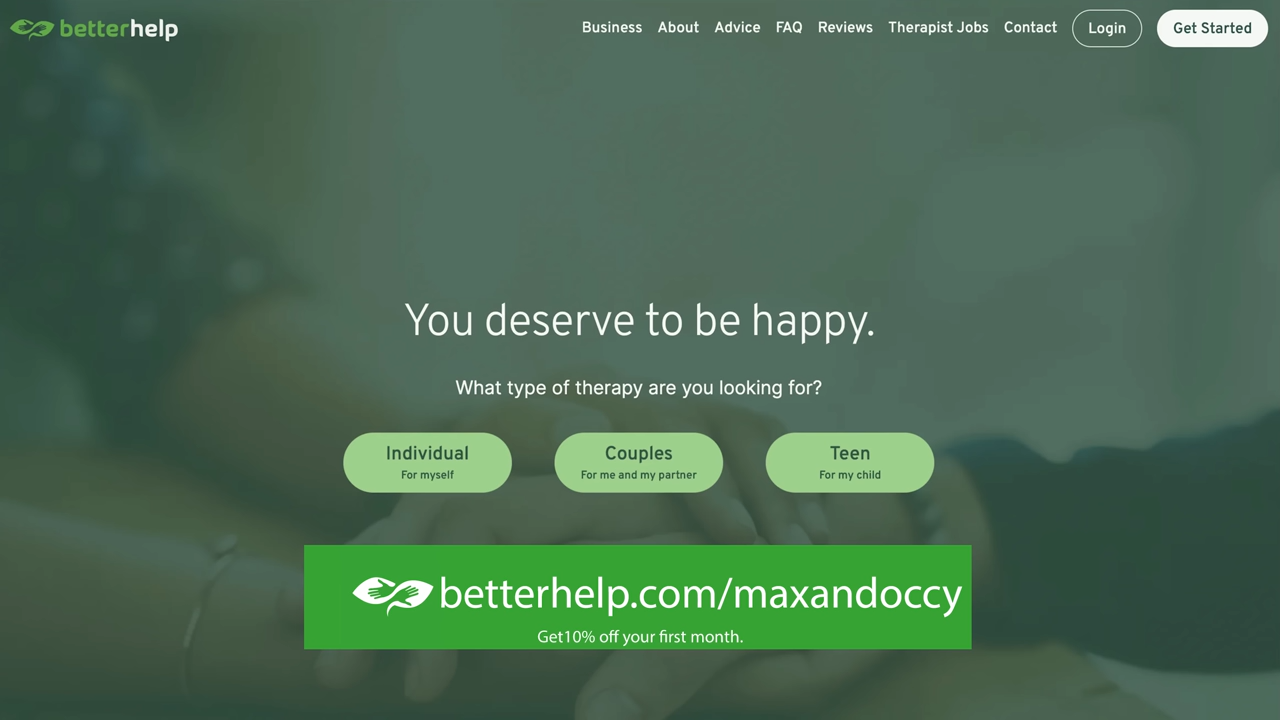 betterhelp
Business About Advice FAQ Reviews Therapist Jobs Contact Login Get Started
You deserve to be happy.
What type of therapy are you looking for?
Individual Couples Teen
For myself For me and my partner For my child
betterhelp.com/maxandoccy
Get10% off your first month.